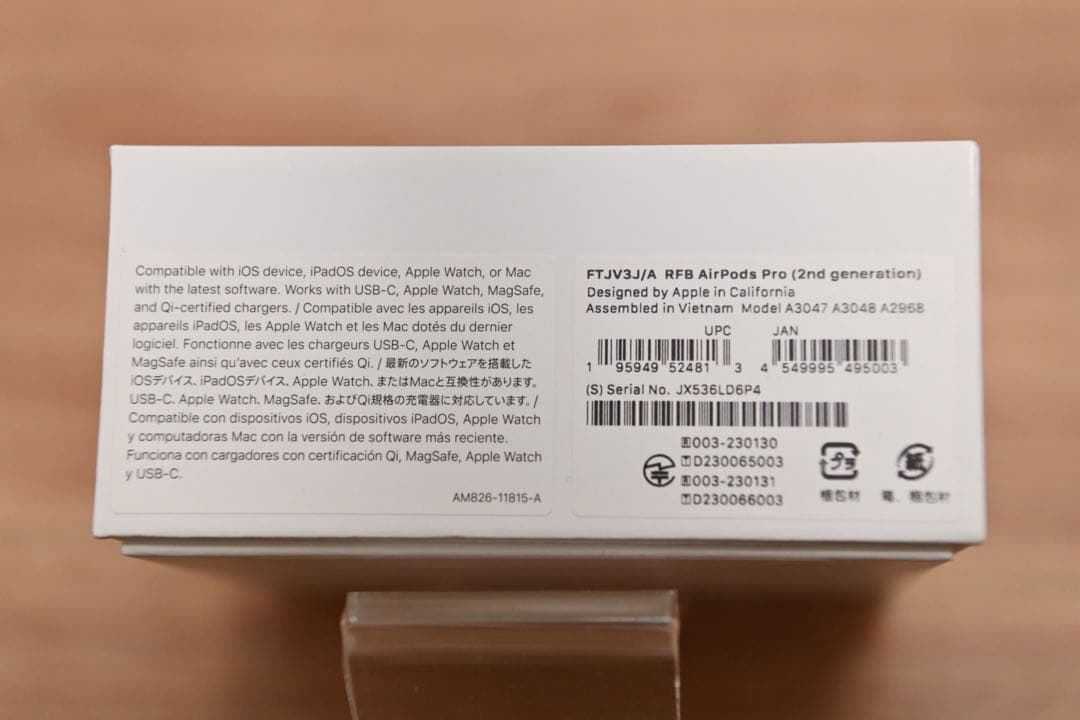 Compatible with iOS device, iPadOS device, Apple Watch, or Mac
with the latest software. Works with USB-C, Apple Watch, MagSafe,
and Qi-certified chargers. / Compatible avec les appareils iOS, les
appareils iPadOS, les Apple Watch et les Mac dotés du dernier
logiciel. Fonctionne avec les chargeurs USB-C, Apple Watch et
MagSafe ainsi qu'avec ceux certifiés Qi. / 最新のソフトウェアを搭載した
iOSデバイス、iPadOSデバイス、Apple Watch、またはMacと互換性があります。
USB-C、Apple Watch、MagSafe、およびQi規格の充電器に対応しています。/
Compatible con dispositivos iOS, dispositivos iPadOS, Apple Watch
y computadoras Mac con la versión de software más reciente.
Funciona con cargadores con certificación Qi, MagSafe, Apple Watch
y USB-C.
AM826-11815-A
FTJV3J/A RFB AirPods Pro (2nd generation)
Designed by Apple in California
Assembled in Vietnam Model A3047 A3048 A2968
UPC JAN
1 95949 52481 3 4 549995 495003
(S) Serial No. JX536LD6P4
R003-230130
T D230065003
R003-230131
T D230066003
プラ
紙
梱包材
箱、梱包材